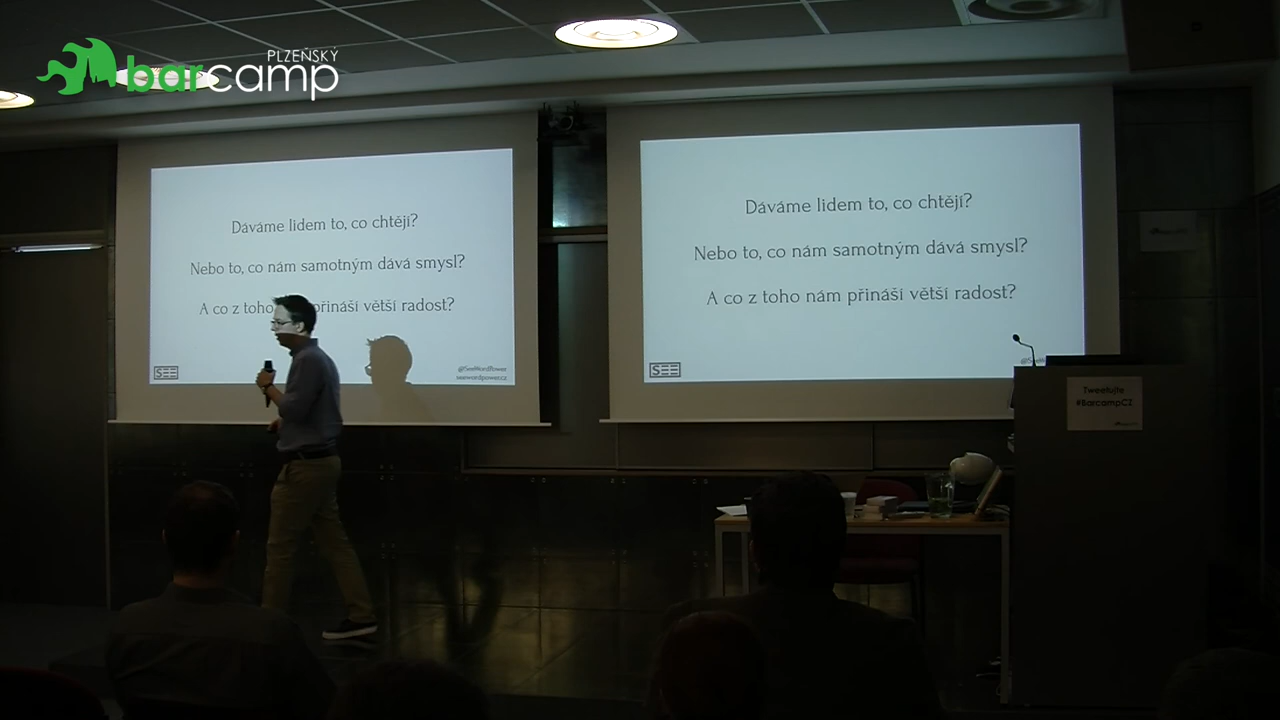 PLZEŇSKÝ
barcamp
Dáváme lidem to, co chtějí?
Nebo to, co nám samotným dává smysl?
A co z toho přináší větší radost?
SEE
@SeeWordPower
seewordpower.cz
Dáváme lidem to, co chtějí?
Nebo to, co nám samotným dává smysl?
A co z toho nám přináší větší radost?
SEE
@SeeWo
Tweetujte
#BarcampCZ